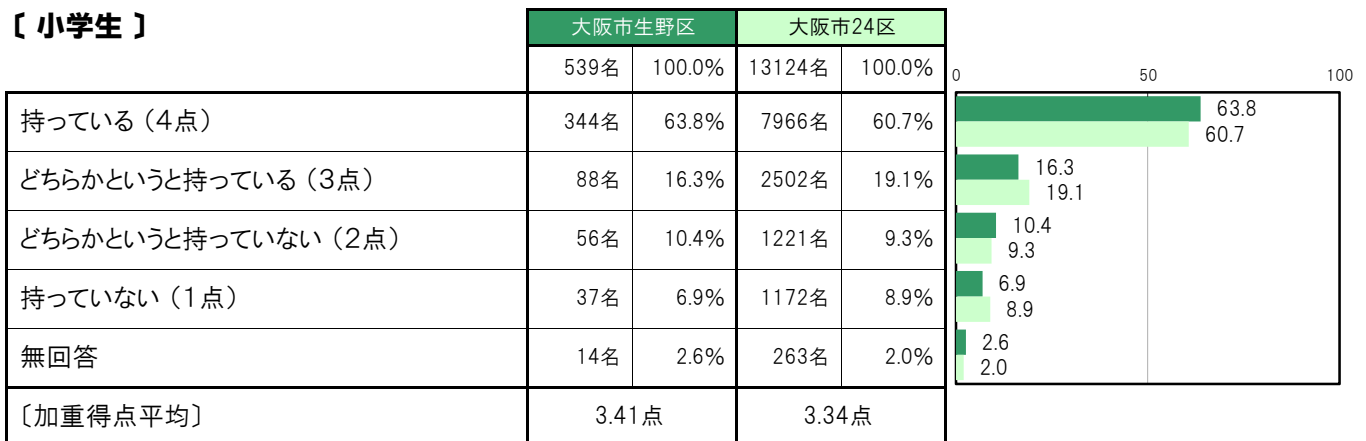 〔 小学生 〕
大阪市生野区 大阪市24区
539名 100.0% 13124名 100.0%
0 50 100
持っている（4点） 344名 63.8% 7966名 60.7%
63.8
60.7
どちらかというと持っている（3点） 88名 16.3% 2502名 19.1%
16.3
19.1
どちらかというと持っていない（2点） 56名 10.4% 1221名 9.3%
10.4
9.3
持っていない（1点） 37名 6.9% 1172名 8.9%
6.9
8.9
無回答 14名 2.6% 263名 2.0%
2.6
2.0
〔加重得点平均〕 3.41点 3.34点